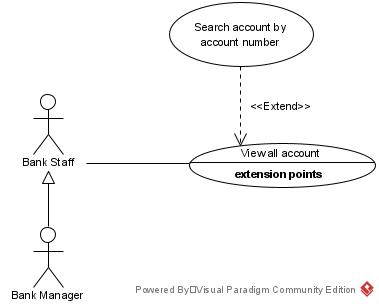 Search account by
account number
<<Extend>>
View all account
extension points
Bank Staff
Bank Manager
Powered By□Visual Paradigm Community Edition